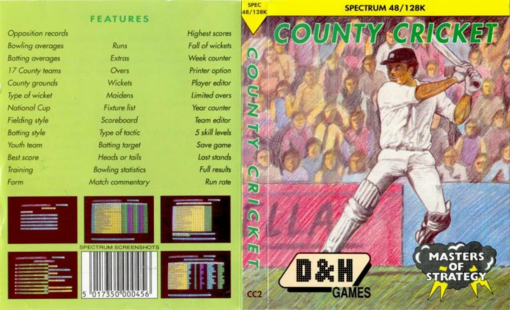 FEATURES
Opposition records
Bowling averages
Batting averages
17 County teams
County grounds
Type of wicket
National Cup
Fielding style
Batting style
Youth team
Best score
Training
Form
Runs
Extras
Overs
Wickets
Maidens
Fixture list
Scoreboard
Type of tactic
Batting target
Heads or tails
Bowling statistics
Match commentary
Highest scores
Fall of wickets
Week counter
Printer option
Player editor
Limited overs
Year counter
Team editor
5 skill levels
Save game
Last stands
Full results
Run rate
SPECTRUM SCREENSHOTS
5 017350 000456
SPEC
48/128K
COUNTY CRICKET
CC2
SPECTRUM 48/128K
COUNTY CRICKET
LLA
D&H
GAMES
MASTERS
OF
STRATEGY